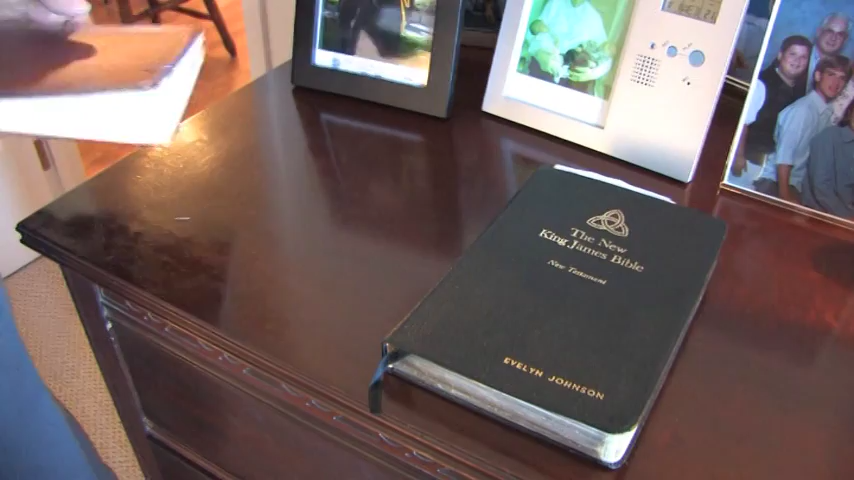 The New
King James Bible
New Testament
EVELYN JOHNSON